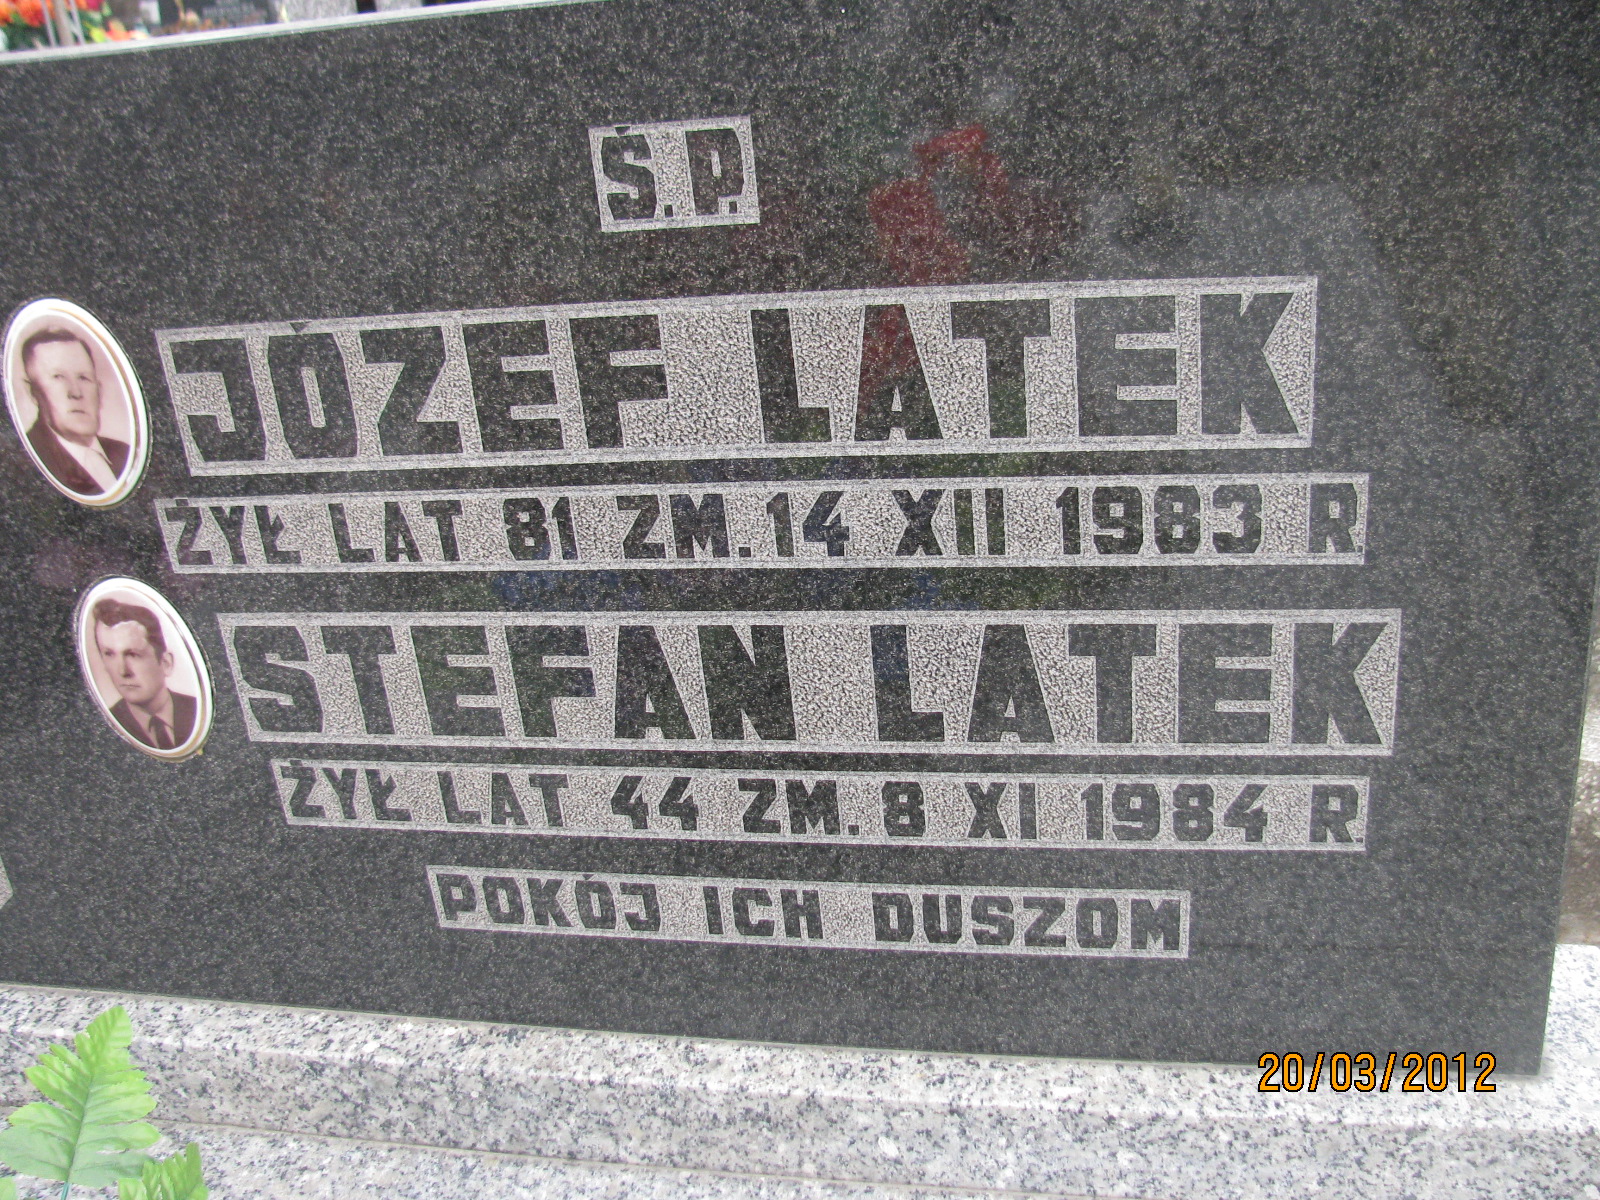 Ś.P.
JÓZEF LATEK
ŻYŁ LAT 81 ZM. 14 XII 1983 R.
STEFAN LATEK
ŻYŁ LAT 44 ZM. 8 XI 1984 R.
POKÓJ ICH DUSZOM
20/03/2012